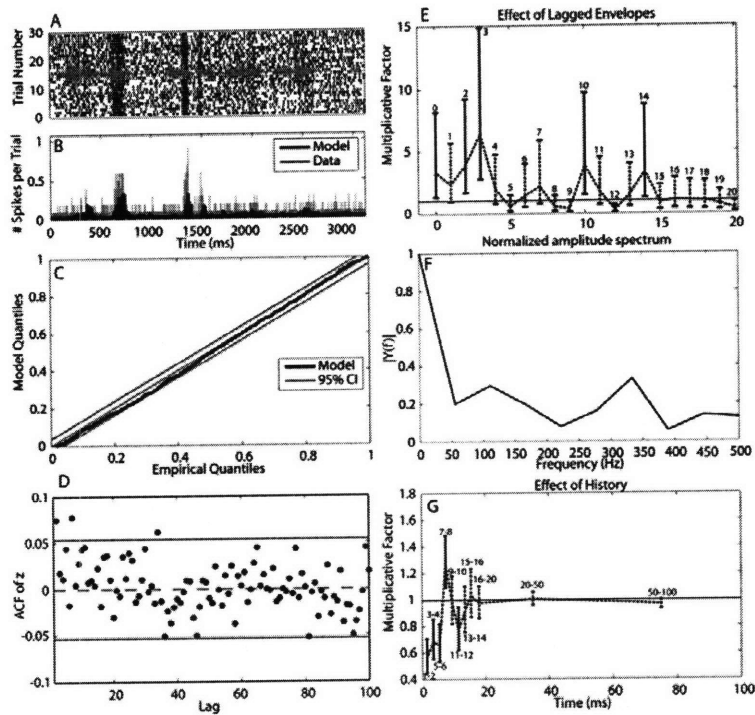 A
Trial Number
30
20
10
0
B
# Spikes per Trial
1
0.5
0
Model
Data
0 500 1000 1500 2000 2500 3000
Time (ms)
C
Model Quantiles
1
0.8
0.6
0.4
0.2
0
Model
95% CI
0.2 0.4 0.6 0.8 1
Empirical Quantiles
D
ACF of z
0.1
0.05
0
-0.05
-0.1
20 40 60 80 100
Lag
E
Effect of Lagged Envelopes
Multiplicative Factor
15
10
5
1
0
0 1 2 3 4 5 6 7 8 9 10 11 12 13 14 15 16 17 18 19 20
0 5 10 15 20
Normalized amplitude spectrum
F
|Y(f)|
1
0.8
0.6
0.4
0.2
0
0 50 100 150 200 250 300 350 400 450 500
Frequency (Hz)
Effect of History
G
Multiplicative Factor
1.8
1.6
1.4
1.2
1
0.8
0.6
0.4
1-2
3-4
5-6
7-8
9-10
11-12
13-14
15-16
16-20
20-50
50-100
0 20 40 60 80 100
Time (ms)